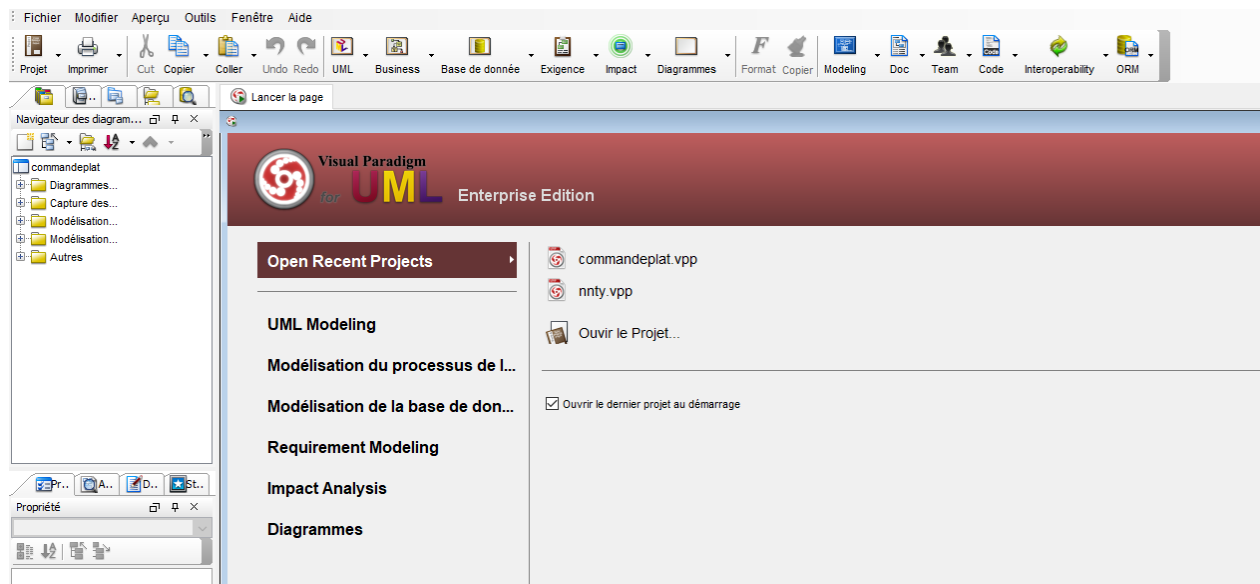 Fichier Modifier Aperçu Outils Fenêtre Aide
Projet Imprimer Cut Copier Coller Undo Redo UML Business Base de donnée Exigence Impact Diagrammes Format Copier Modeling Doc Team Code Interoperability ORM
Lancer la page
Navigateur des diagram...
commandeplat
Diagrammes...
Capture des...
Modélisation...
Modélisation...
Autres
Visual Paradigm
for UML Enterprise Edition
Open Recent Projects
UML Modeling
Modélisation du processus de l...
Modélisation de la base de don...
Requirement Modeling
Impact Analysis
Diagrammes
commandeplat.vpp
nnty.vpp
Ouvir le Projet...
Ouvrir le dernier projet au démarrage
Pr.. A.. D.. St..
Propriété